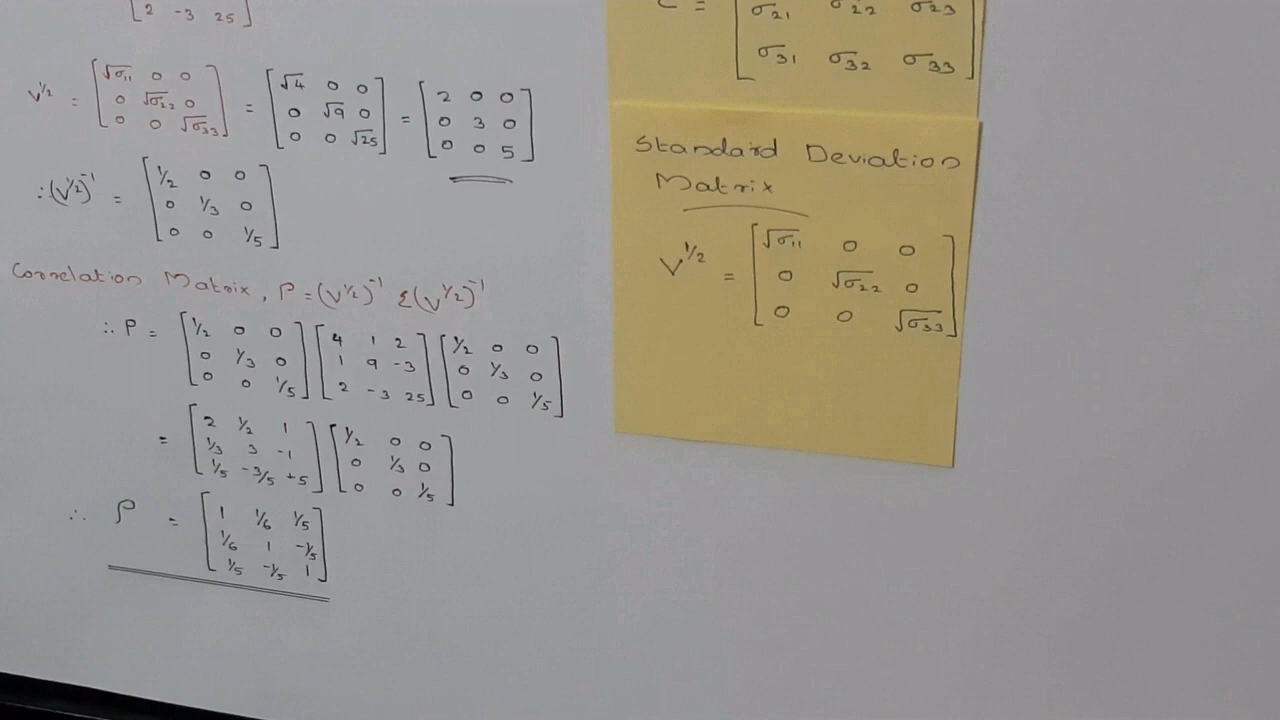 2 -3 25
V^1/2 = [√σ11 0 0
0 √σ22 0
0 0 √σ33] = [√4 0 0
0 √9 0
0 0 √25] = [2 0 0
0 3 0
0 0 5]
∴(V^1/2)^-1 = [1/2 0 0
0 1/3 0
0 0 1/5]
Correlation Matrix, ρ = (V^1/2)^-1 Σ(V^1/2)^-1
∴ ρ = [1/2 0 0
0 1/3 0
0 0 1/5] [4 1 2
1 9 -3
2 -3 25] [1/2 0 0
0 1/3 0
0 0 1/5]
= [2 1/2 1
1/3 3 -1
1/5 -3/5 +5] [1/2 0 0
0 1/3 0
0 0 1/5]
∴ ρ = [1 1/6 1/5
1/6 1 -1/5
1/5 -1/5 1]
= σ21 σ22 σ23
σ31 σ32 σ33
Standard Deviation
Matrix
V^1/2 = [√σ11 0 0
0 √σ22 0
0 0 √σ33]